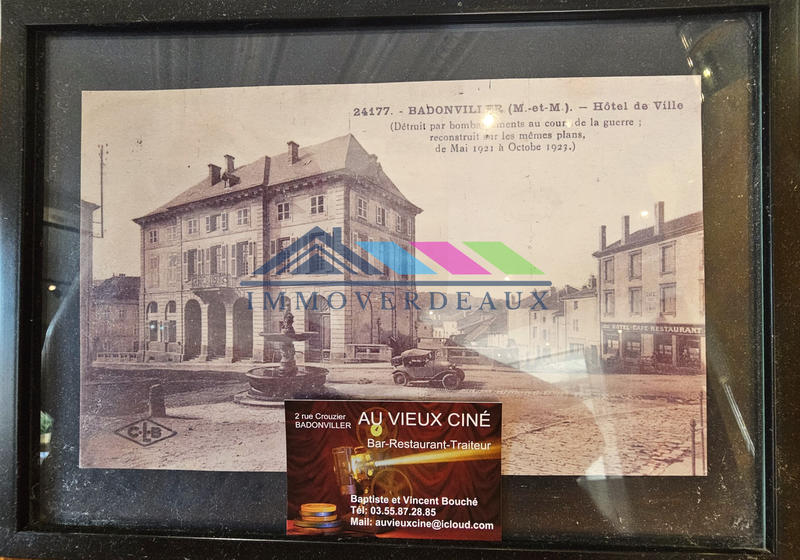 24177. - BADONVILLER (M.-et-M.). - Hôtel de Ville
(Détruit par bombardements au cours de la guerre ;
reconstruit sur les mêmes plans,
de Mai 1921 à Octobe 1923.)
IMMOVERDEAUX
HOTEL-CAFE-RESTAURANT
CLB
2 rue Crouzier
BADONVILLER
AU VIEUX CINÉ
Bar-Restaurant-Traiteur
Baptiste et Vincent Bouché
Tél: 03.55.87.28.85
Mail: auvieuxcine@icloud.com